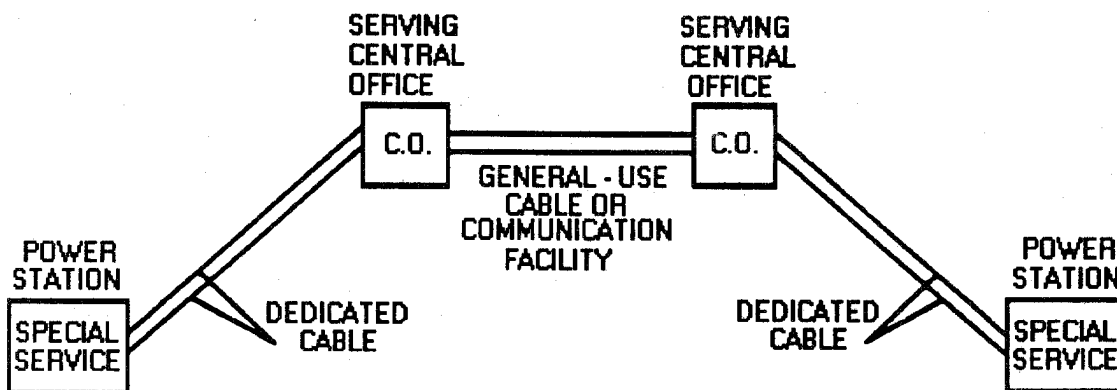 SERVING
CENTRAL
OFFICE
SERVING
CENTRAL
OFFICE
C.O.
C.O.
GENERAL - USE
CABLE OR
COMMUNICATION
FACILITY
POWER
STATION
SPECIAL
SERVICE
DEDICATED
CABLE
DEDICATED
CABLE
POWER
STATION
SPECIAL
SERVICE